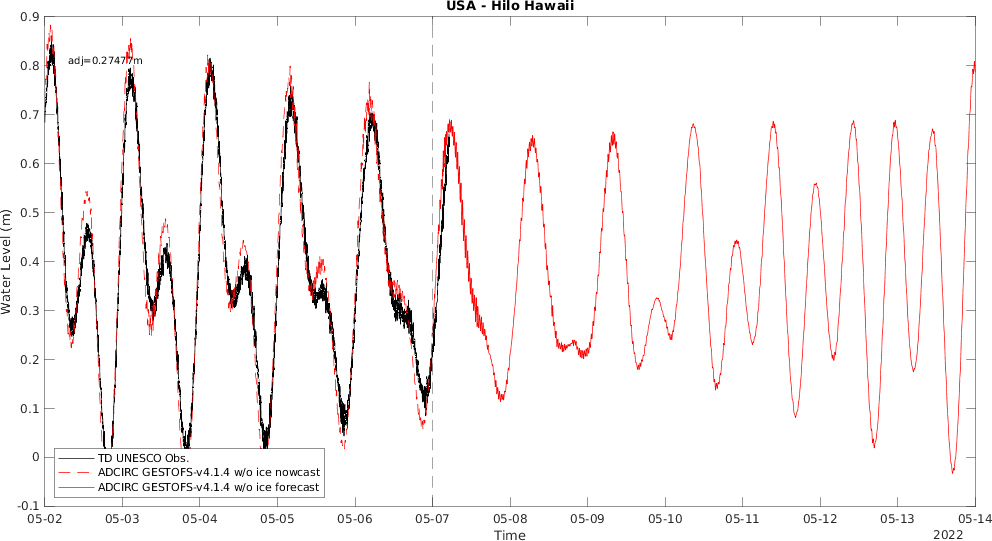 USA - Hilo Hawaii
0.9
0.8
0.7
0.6
0.5
0.4
0.3
0.2
0.1
0
-0.1
Water Level (m)
adj=0.27477m
TD UNESCO Obs.
ADCIRC GESTOFS-v4.1.4 w/o ice nowcast
ADCIRC GESTOFS-v4.1.4 w/o ice forecast
05-02 05-03 05-04 05-05 05-06 05-07 05-08 05-09 05-10 05-11 05-12 05-13 05-14
Time
2022